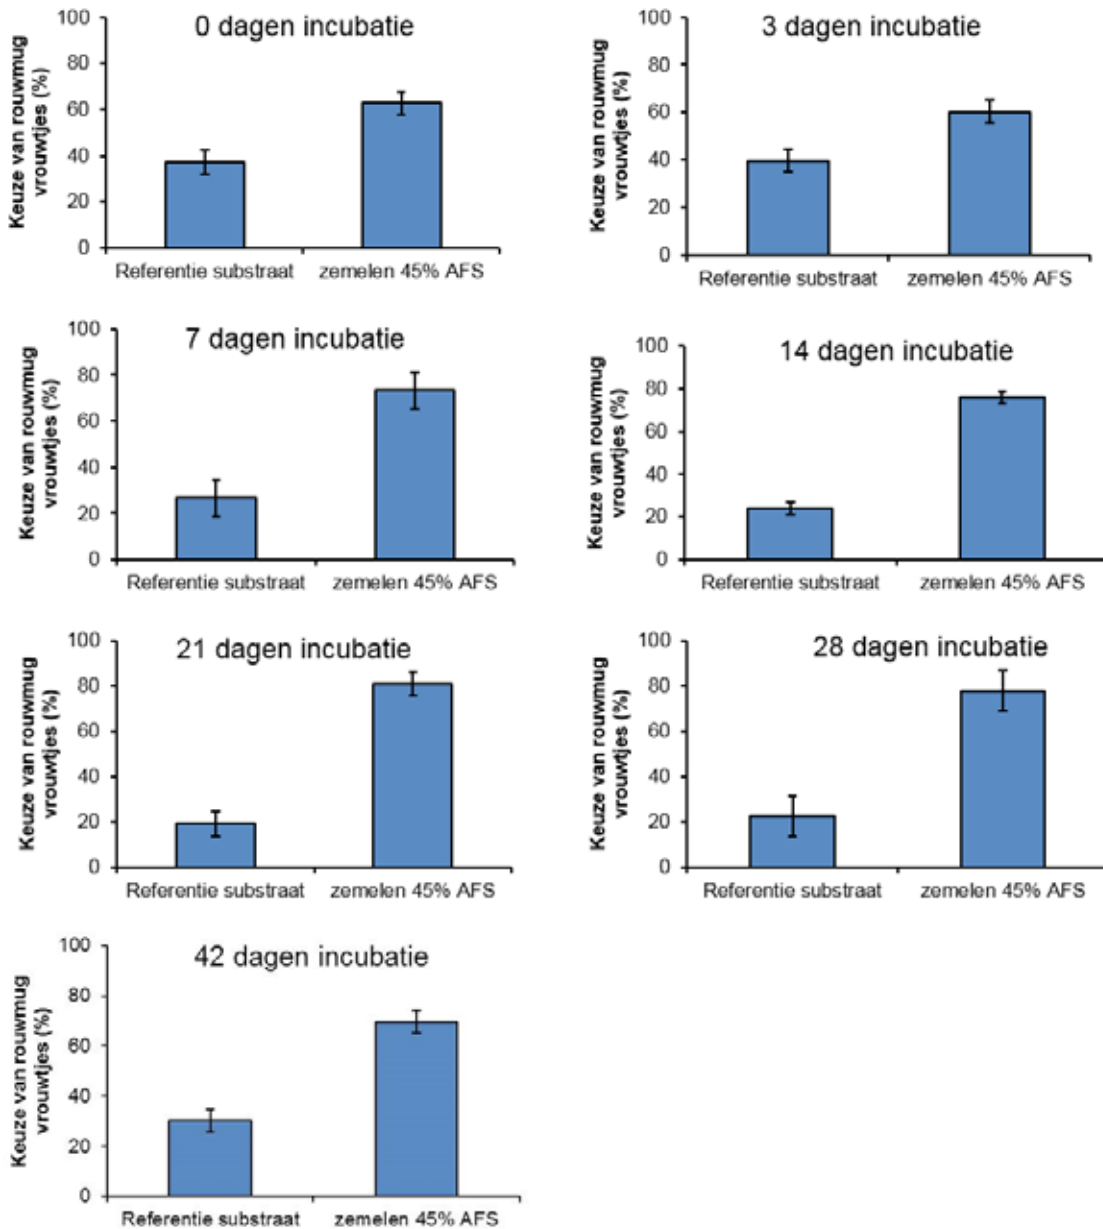 0 dagen incubatie
Keuze van rouwmug
vrouwtjes (%)
100
80
60
40
20
0
Referentie substraat
zemelen 45% AFS
3 dagen incubatie
Keuze van rouwmug
vrouwtjes (%)
100
80
60
40
20
0
Referentie substraat
zemelen 45% AFS
7 dagen incubatie
Keuze van rouwmug
vrouwtjes (%)
100
80
60
40
20
0
Referentie substraat
zemelen 45% AFS
14 dagen incubatie
Keuze van rouwmug
vrouwtjes (%)
100
80
60
40
20
0
Referentie substraat
zemelen 45% AFS
21 dagen incubatie
Keuze van rouwmug
vrouwtjes (%)
100
80
60
40
20
0
Referentie substraat
zemelen 45% AFS
28 dagen incubatie
Keuze van rouwmug
vrouwtjes (%)
100
80
60
40
20
0
Referentie substraat
zemelen 45% AFS
42 dagen incubatie
Keuze van rouwmug
vrouwtjes (%)
100
80
60
40
20
0
Referentie substraat
zemelen 45% AFS